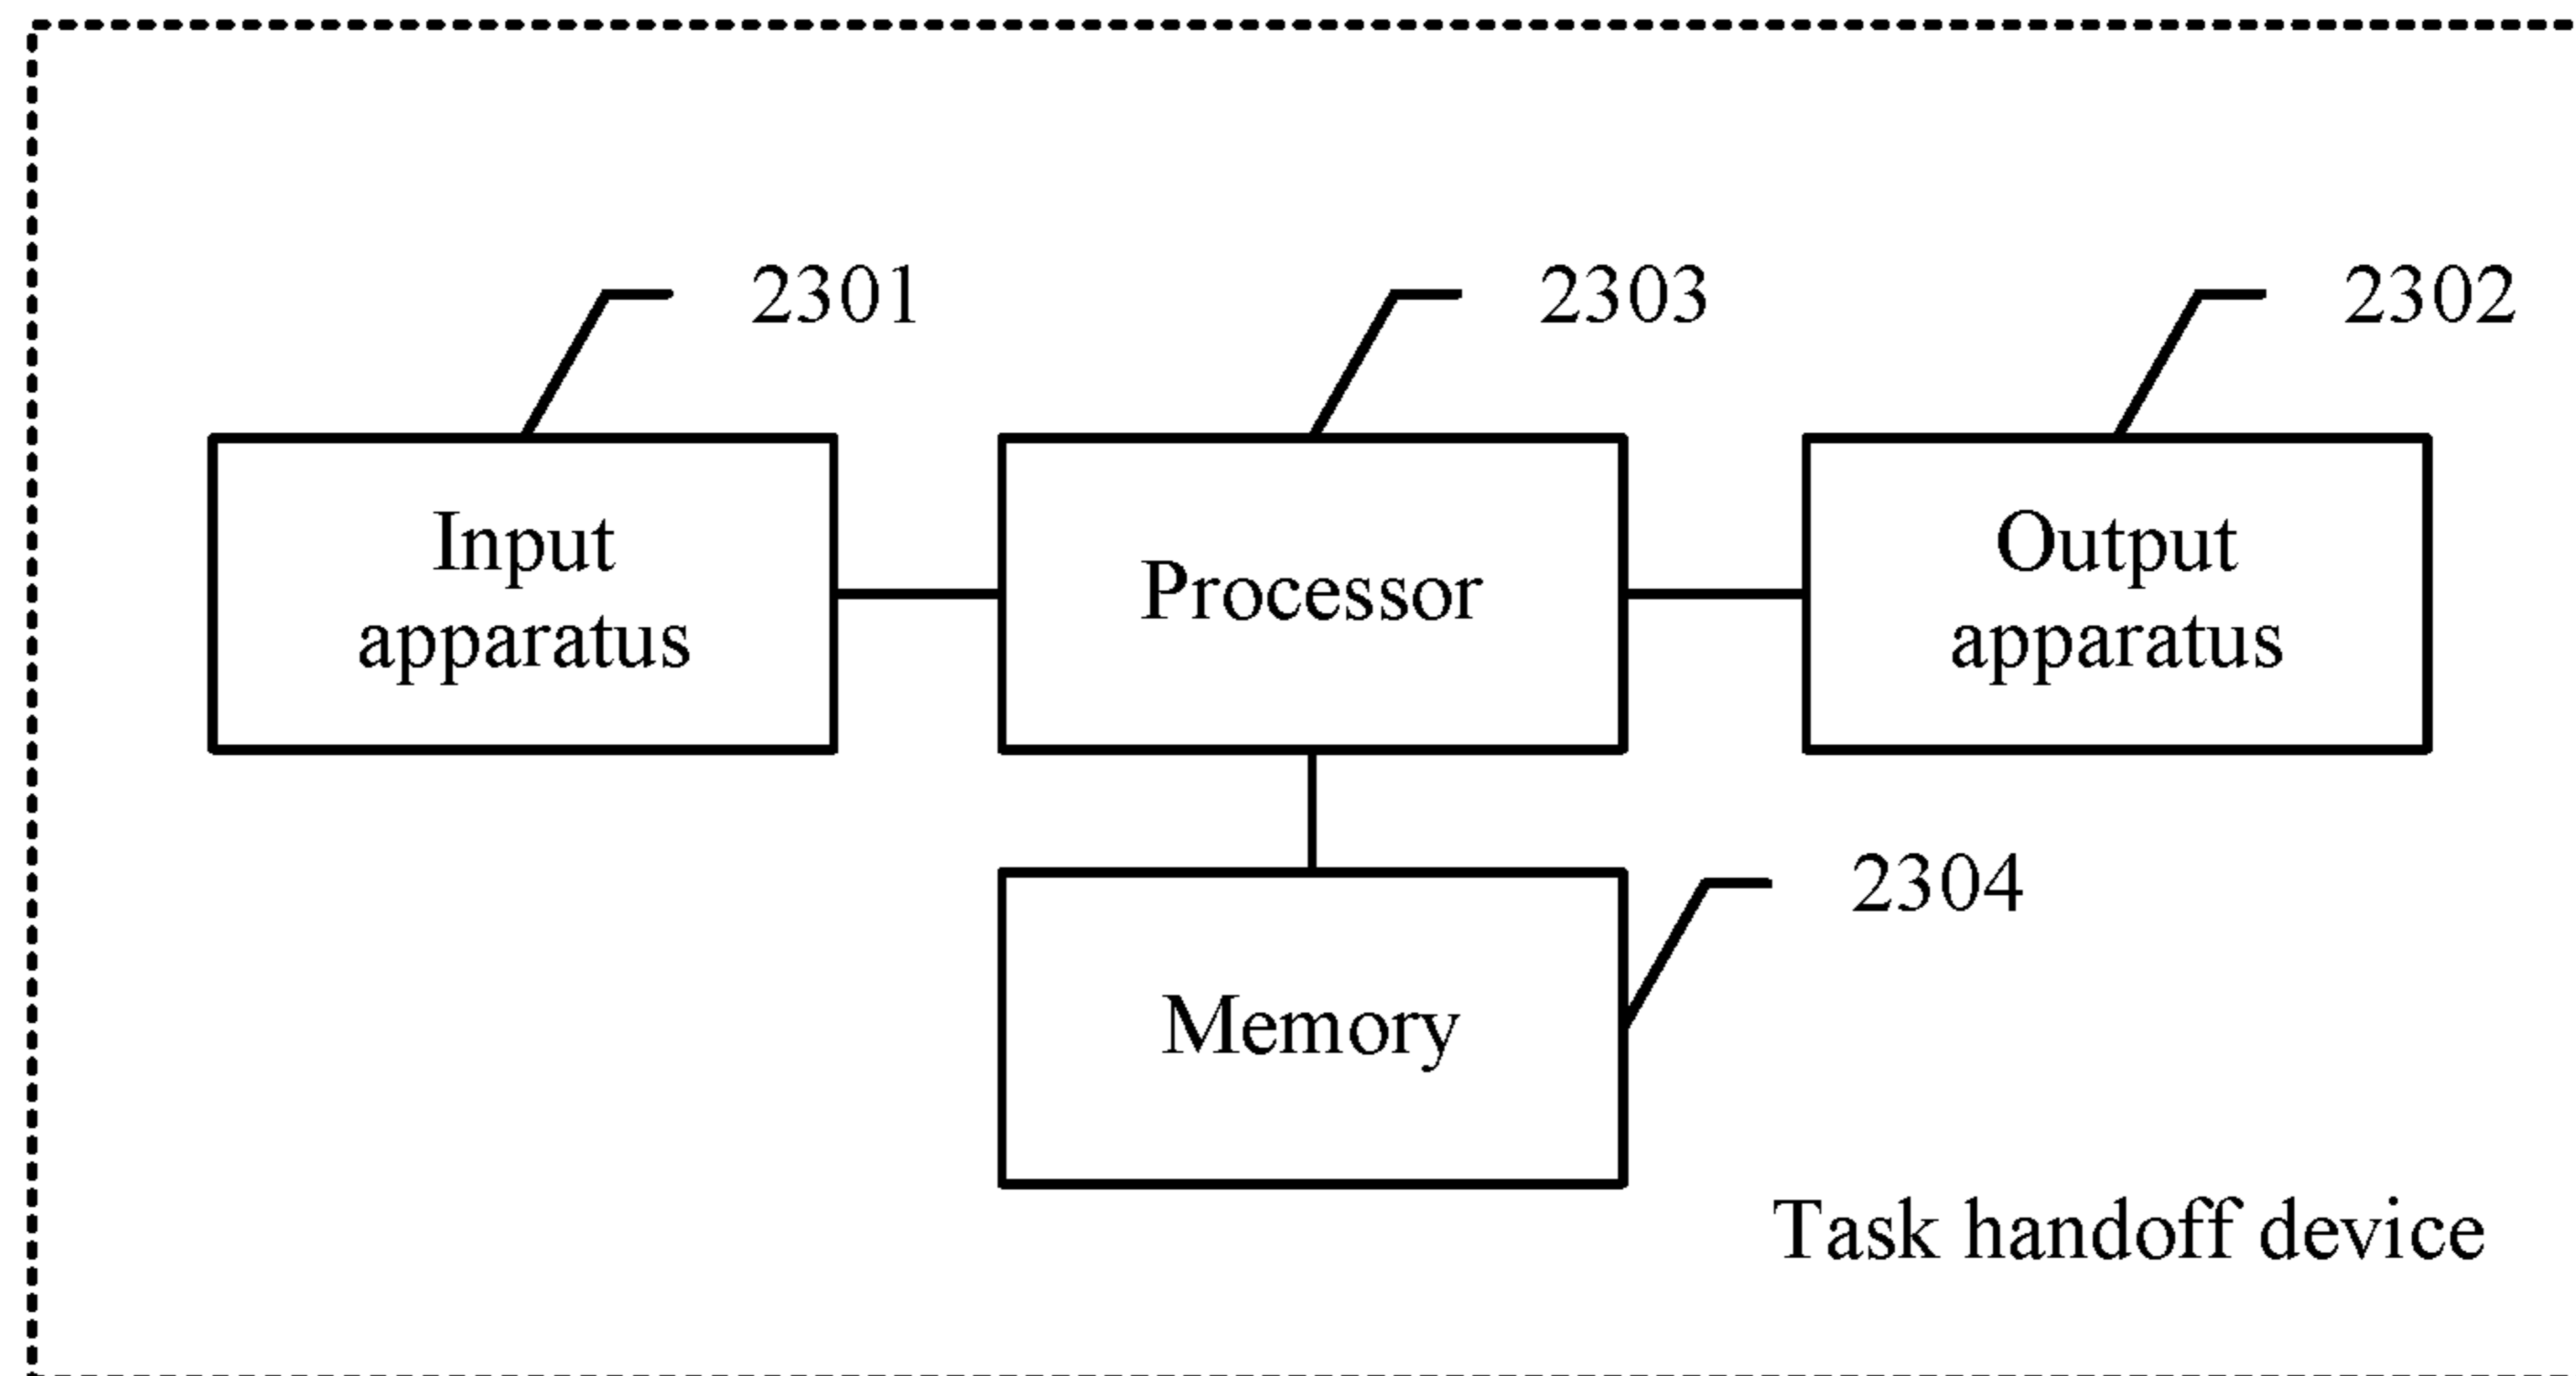 2301
2303
2302
Input
apparatus
Processor
Output
apparatus
2304
Memory
Task handoff device